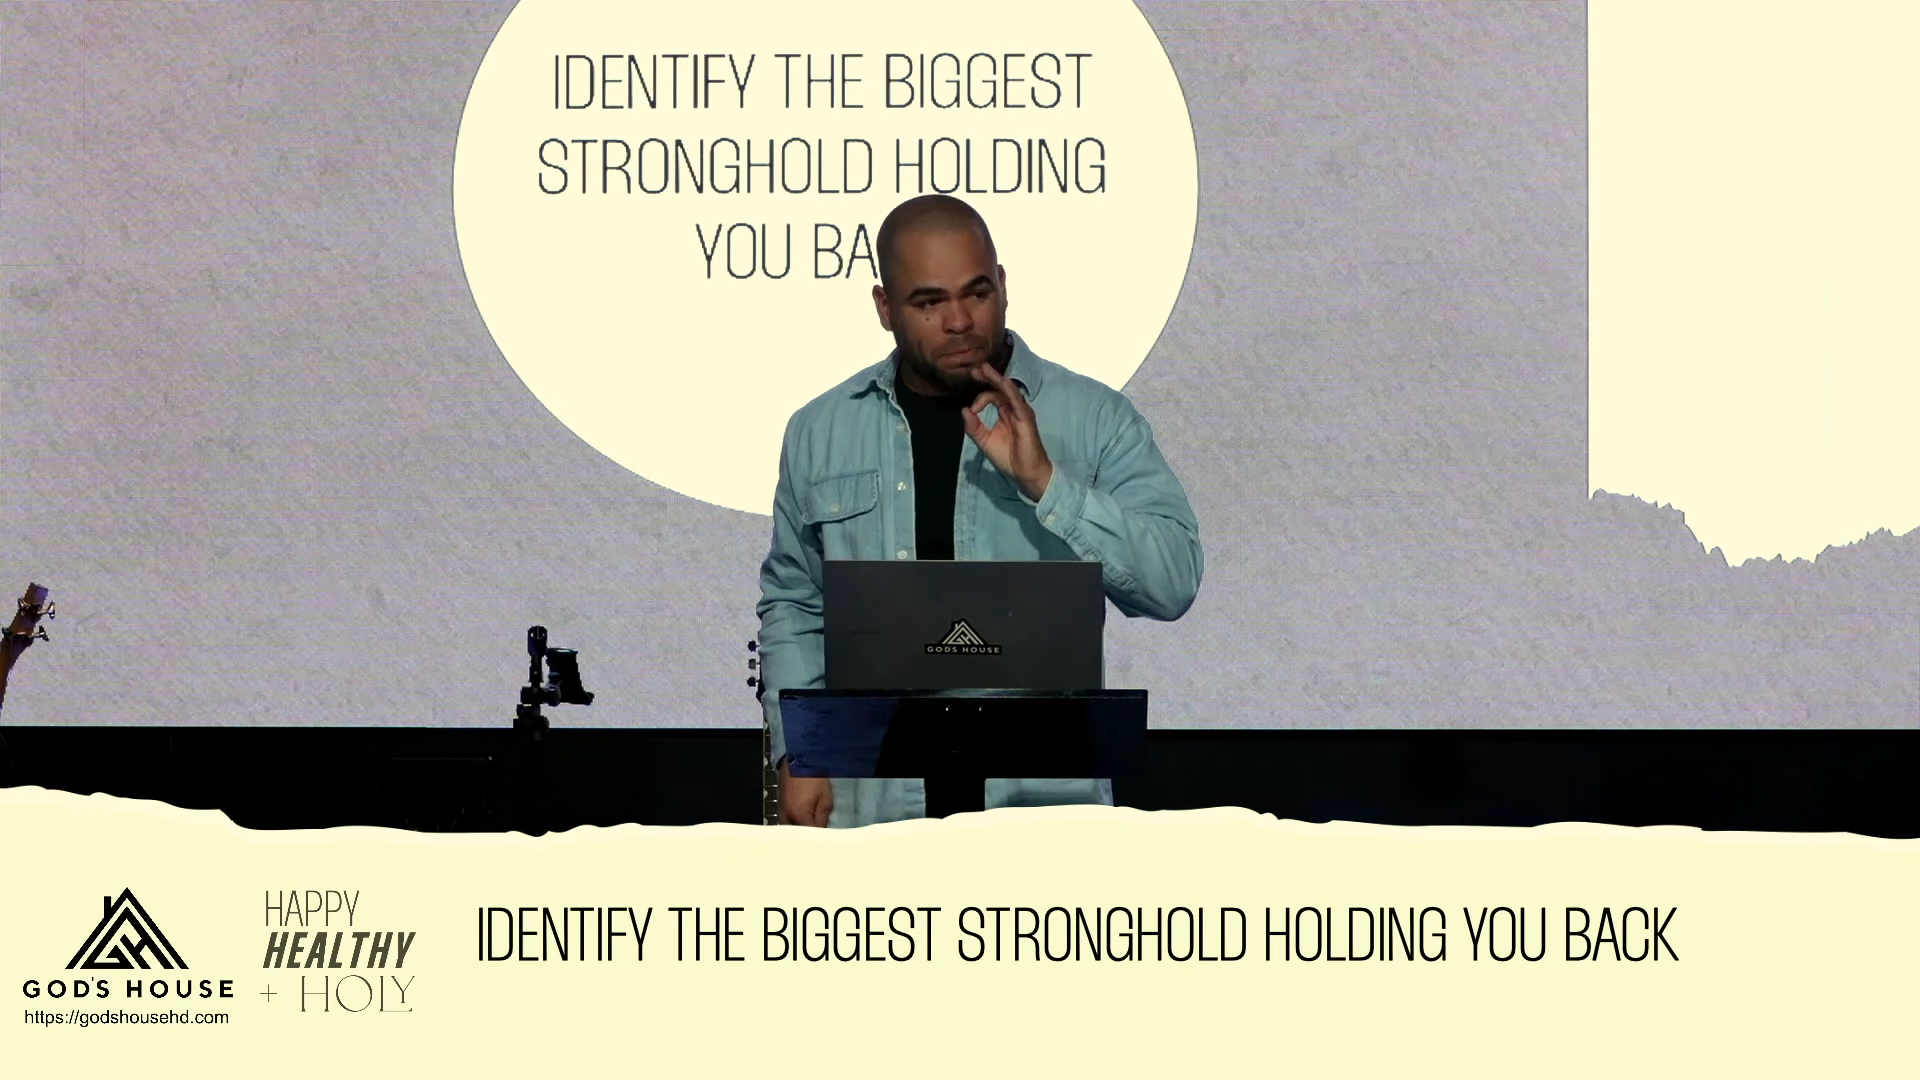 IDENTIFY THE BIGGEST
STRONGHOLD HOLDING
YOU BA
GODS HOUSE
GOD'S HOUSE
https://godshousehd.com
HAPPY
HEALTHY
+ HOLY
IDENTIFY THE BIGGEST STRONGHOLD HOLDING YOU BACK